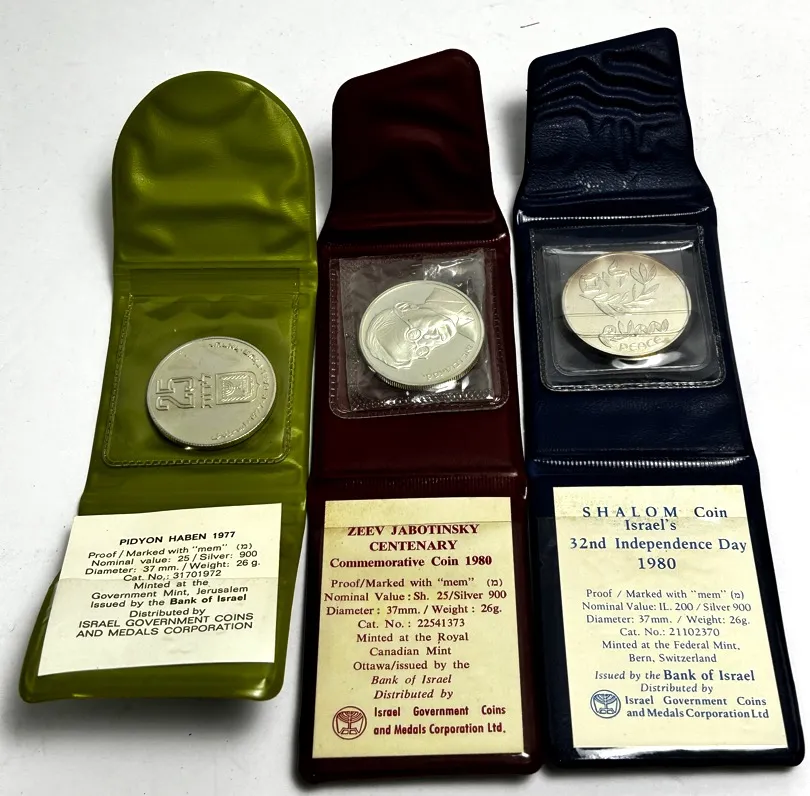 25
PEACE
PIDYON HABEN 1977
Proof/Marked with "mem" (מ)
Nominal value: 25/Silver: 900
Diameter: 37 mm./Weight: 26 g.
Cat. No,: 31701972
Minted at the
Government Mint, Jerusalem
Issued by the Bank of Israel
Distributed by
ISRAEL GOVERNMENT COINS
AND MEDALS CORPORATION
ZEEV JABOTINSKY
CENTENARY
Commemorative Coin 1980
Proof/Marked with "mem" (מ)
Nominal Value : Sh. 25/Silver 900
Diameter : 37mm. / Weight : 26g.
Cat. No. : 22541373
Minted at the Royal
Canadian Mint
Ottawa/issued by the
Bank of Israel
Distributed by
Israel Government Coins
and Medals Corporation Ltd.
SHALOM Coin
Israel's
32nd Independence Day
1980
Proof / Marked with "mem" (מ)
Nominal Value: IL. 200 / Silver 900
Diameter: 37mm. / Weight: 26g.
Cat. No.: 21102370
Minted at the Federal Mint,
Bern, Switzerland
Issued by the Bank of Israel
Distributed by
Israel Government Coins
and Medals Corporation Ltd